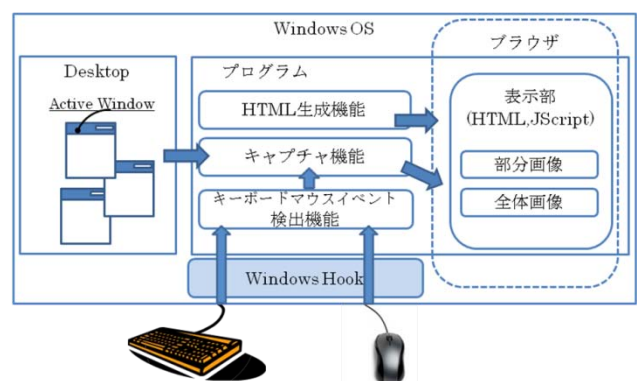 Windows OS
ブラウザ
Desktop
Active Window
プログラム
HTML生成機能
キャプチャ機能
キーボードマウスイベント
検出機能
表示部
(HTML,JScript)
部分画像
全体画像
Windows Hook